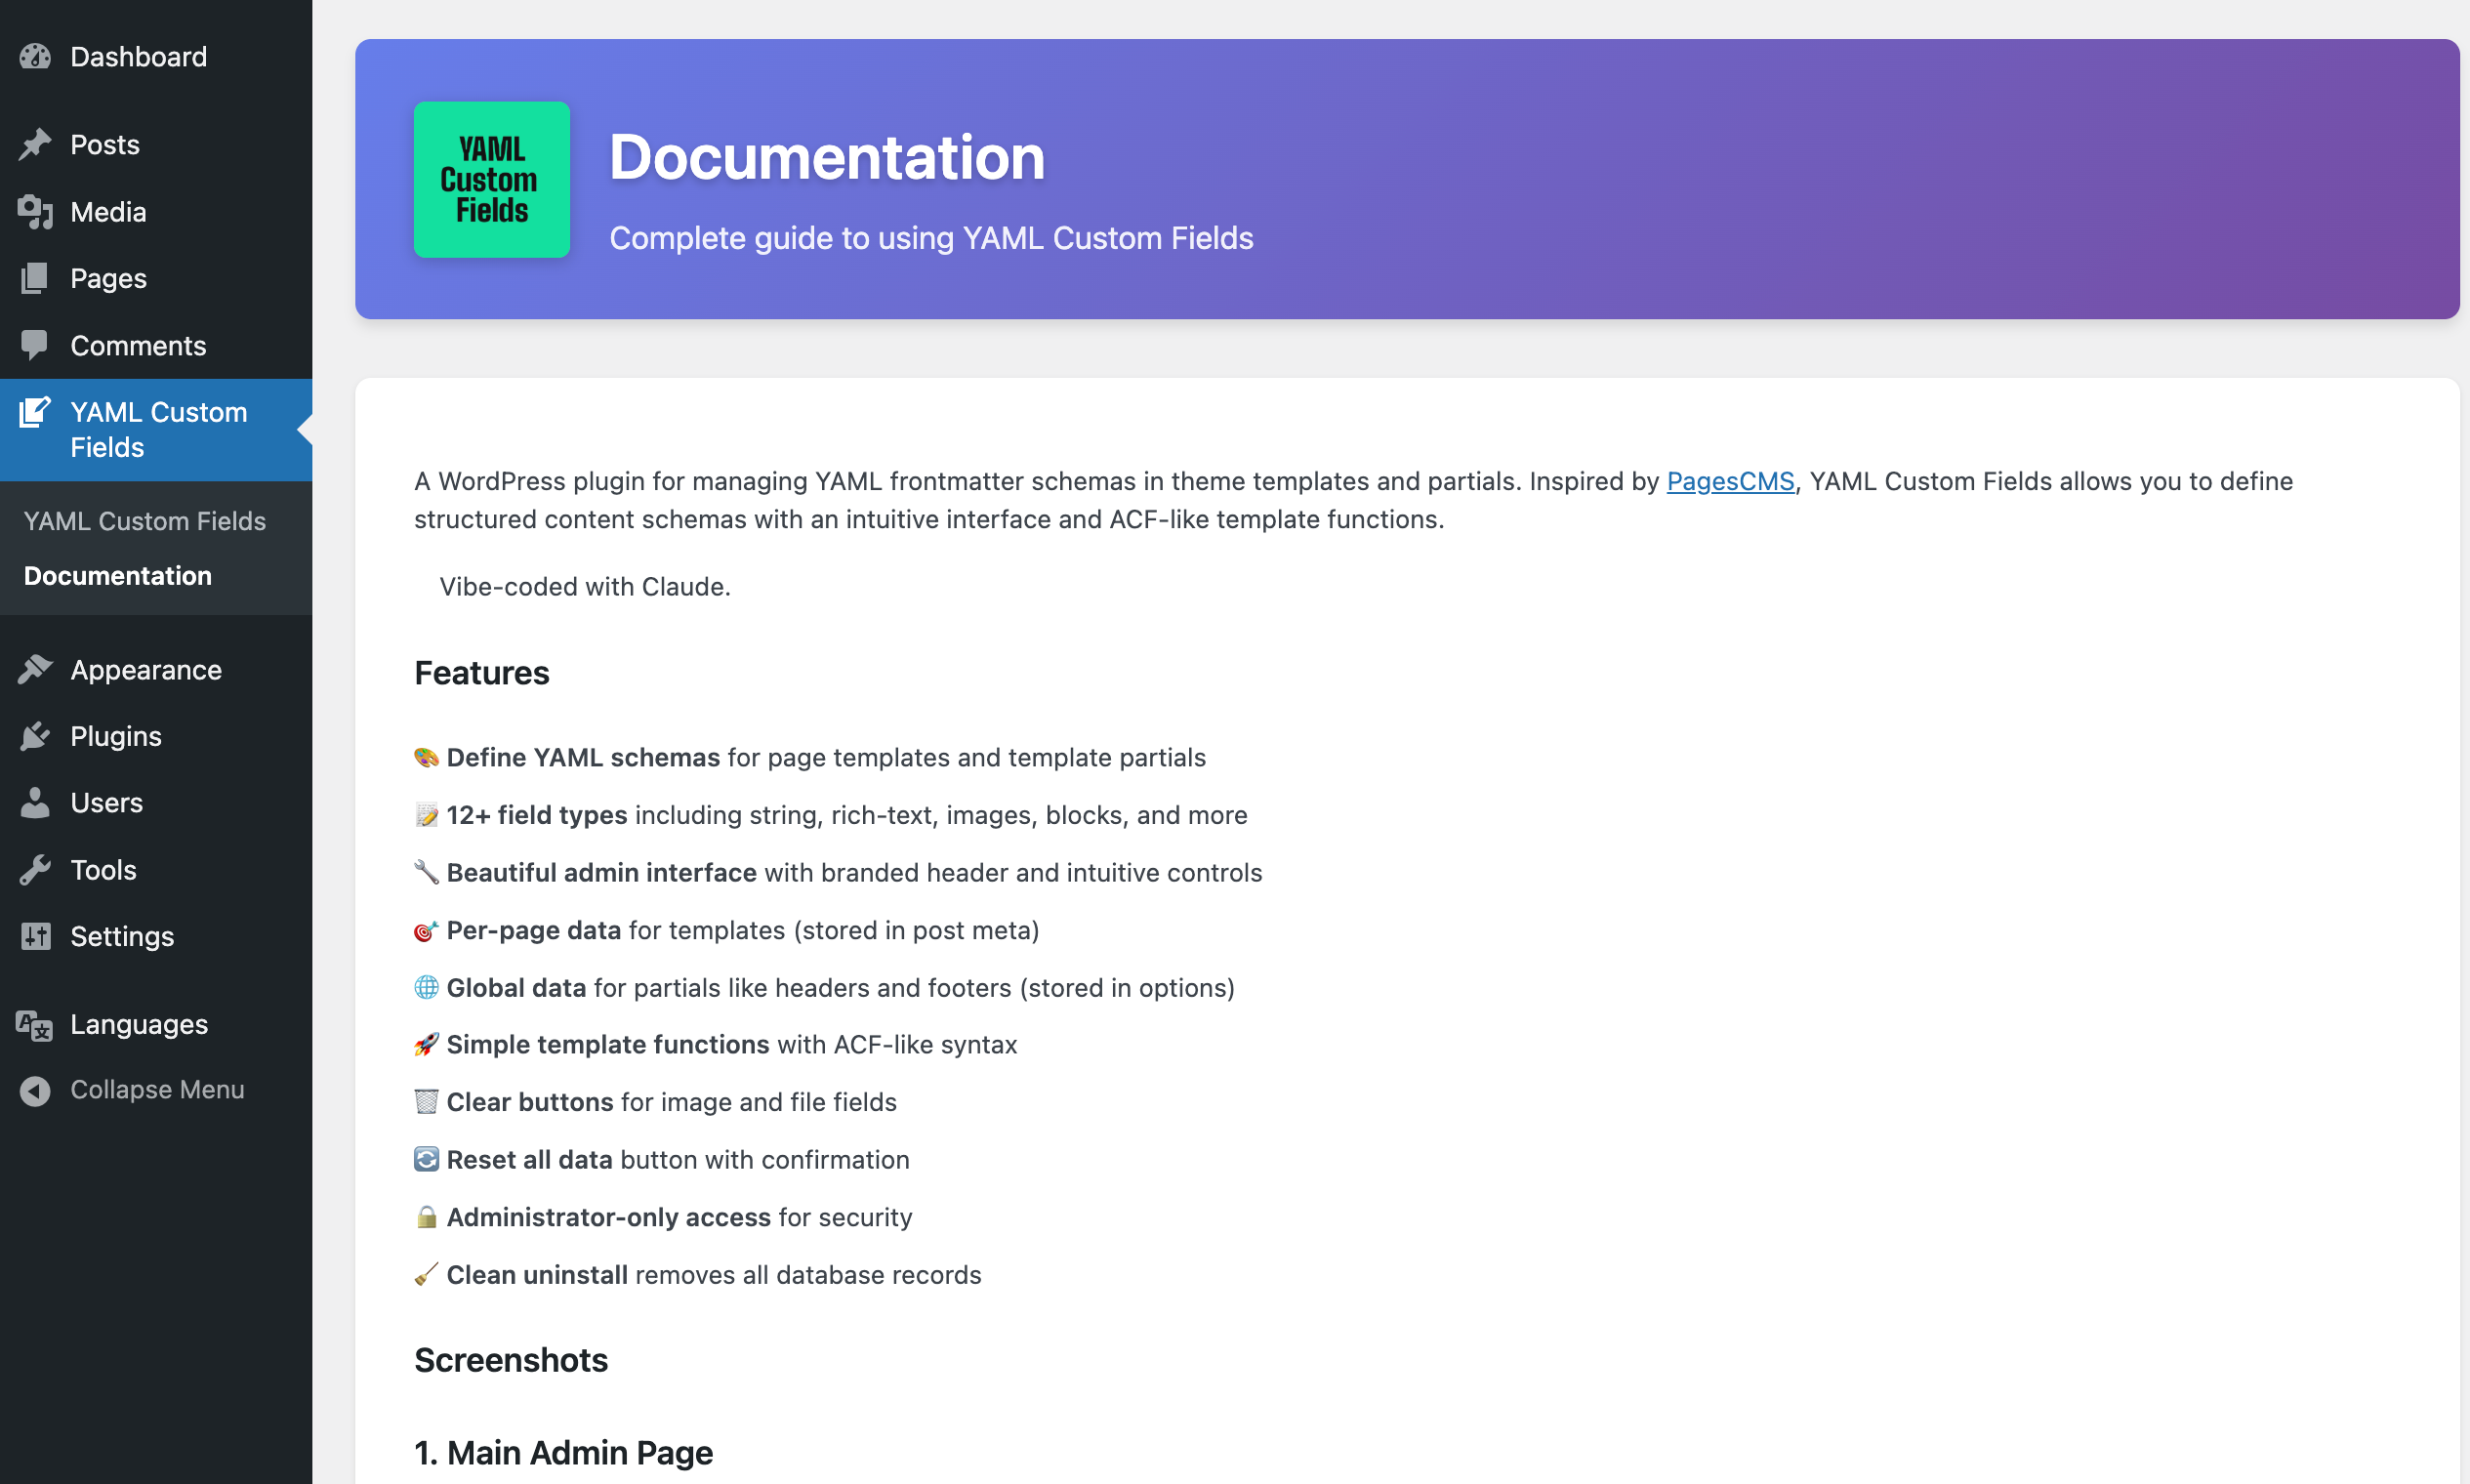 Dashboard
Posts
Media
Pages
Comments
YAML Custom
Fields
YAML Custom Fields
Documentation
Appearance
Plugins
Users
Tools
Settings
Languages
Collapse Menu
YAML
Custom
Fields
Documentation
Complete guide to using YAML Custom Fields
A WordPress plugin for managing YAML frontmatter schemas in theme templates and partials. Inspired by PagesCMS, YAML Custom Fields allows you to define
structured content schemas with an intuitive interface and ACF-like template functions.
Vibe-coded with Claude.
Features
Define YAML schemas for page templates and template partials
12+ field types including string, rich-text, images, blocks, and more
Beautiful admin interface with branded header and intuitive controls
Per-page data for templates (stored in post meta)
Global data for partials like headers and footers (stored in options)
Simple template functions with ACF-like syntax
Clear buttons for image and file fields
Reset all data button with confirmation
Administrator-only access for security
Clean uninstall removes all database records
Screenshots
1. Main Admin Page